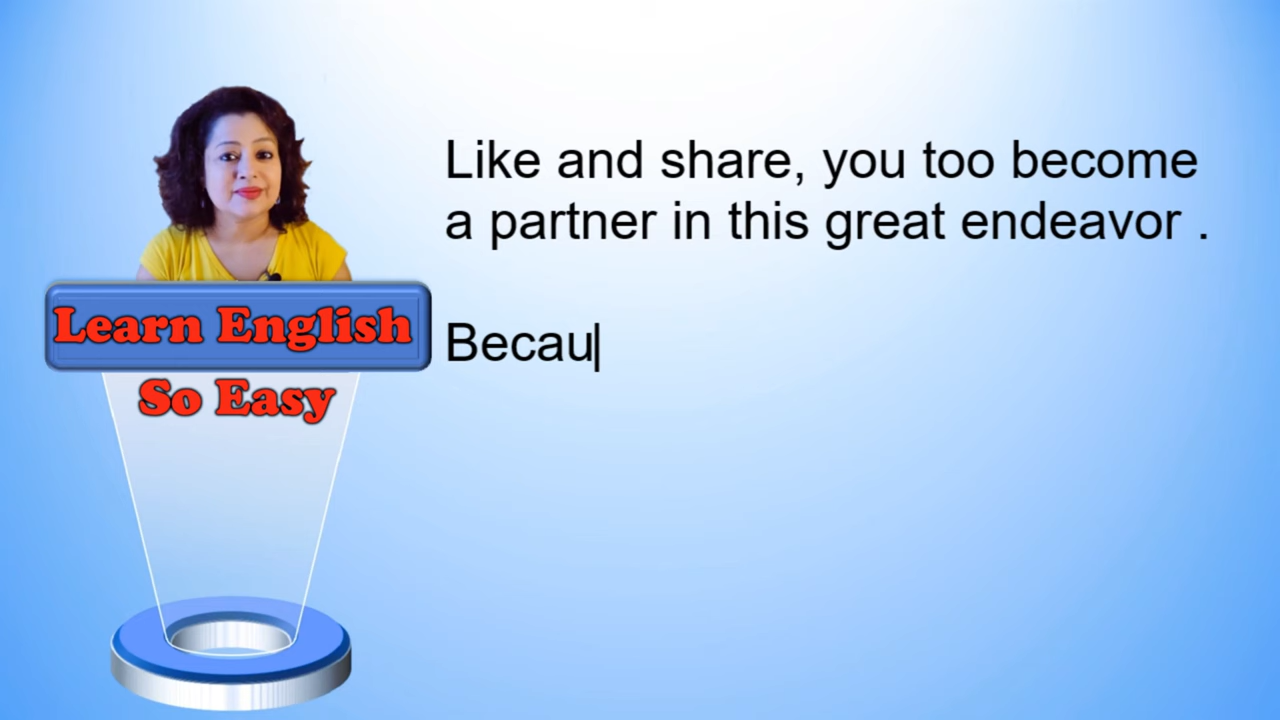 Like and share, you too become
a partner in this great endeavor .
Becau
Learn English
So Easy